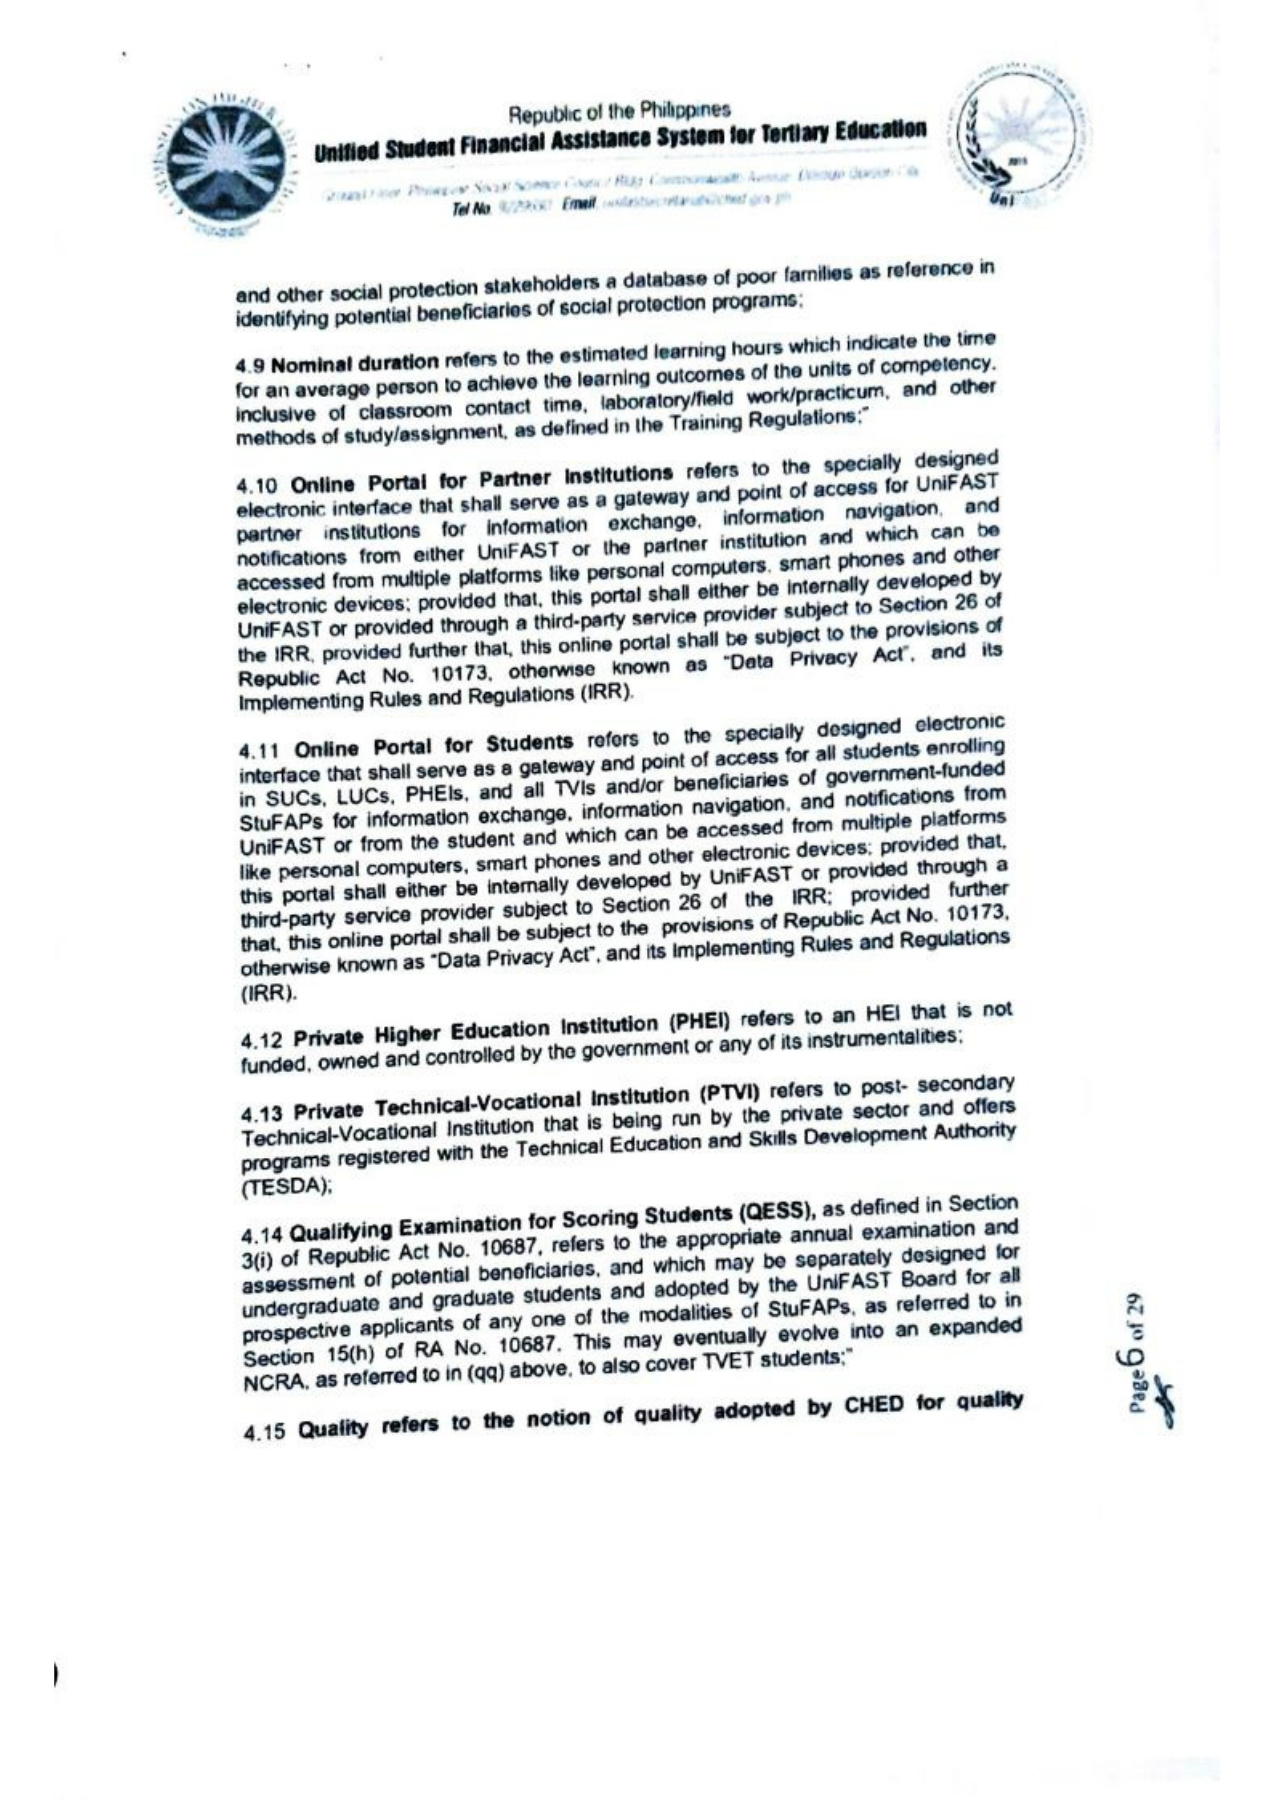 Republic of the Philippines
Unified Student Financial Assistance System for Tertiary Education
Ground Floor Philippine Social Science Council Bldg Commonwealth Avenue Diliman Quezon City
Tel No. Email
2015
Uni
and other social protection stakeholders a database of poor families as reference in
identifying potential beneficiaries of social protection programs;
4.9 Nominal duration refers to the estimated learning hours which indicate the time
for an average person to achieve the learning outcomes of the units of competency,
inclusive of classroom contact time, laboratory/field work/practicum, and other
methods of study/assignment, as defined in the Training Regulations;"
4.10 Online Portal for Partner Institutions refers to the specially designed
electronic interface that shall serve as a gateway and point of access for UniFAST
partner institutions for information exchange, information navigation, and
notifications from either UniFAST or the partner institution and which can be
accessed from multiple platforms like personal computers, smart phones and other
electronic devices; provided that, this portal shall either be internally developed by
UniFAST or provided through a third-party service provider subject to Section 26 of
the IRR, provided further that, this online portal shall be subject to the provisions of
Republic Act No. 10173, otherwise known as "Data Privacy Act", and its
Implementing Rules and Regulations (IRR).
4.11 Online Portal for Students refers to the specially designed electronic
interface that shall serve as a gateway and point of access for all students enrolling
in SUCs, LUCs, PHEIs, and all TVIs and/or beneficiaries of government-funded
StuFAPs for information exchange, information navigation, and notifications from
UniFAST or from the student and which can be accessed from multiple platforms
like personal computers, smart phones and other electronic devices; provided that,
this portal shall either be internally developed by UniFAST or provided through a
third-party service provider subject to Section 26 of the IRR; provided further
that, this online portal shall be subject to the provisions of Republic Act No. 10173,
otherwise known as "Data Privacy Act", and its Implementing Rules and Regulations
(IRR).
4.12 Private Higher Education Institution (PHEI) refers to an HEI that is not
funded, owned and controlled by the government or any of its instrumentalities;
4.13 Private Technical-Vocational Institution (PTVI) refers to post- secondary
Technical-Vocational Institution that is being run by the private sector and offers
programs registered with the Technical Education and Skills Development Authority
(TESDA);
4.14 Qualifying Examination for Scoring Students (QESS), as defined in Section
3(i) of Republic Act No. 10687, refers to the appropriate annual examination and
assessment of potential beneficiaries, and which may be separately designed for
undergraduate and graduate students and adopted by the UniFAST Board for all
prospective applicants of any one of the modalities of StuFAPs, as referred to in
Section 15(h) of RA No. 10687. This may eventually evolve into an expanded
NCRA, as referred to in (qq) above, to also cover TVET students;"
4.15 Quality refers to the notion of quality adopted by CHED for quality
Page 6 of 29